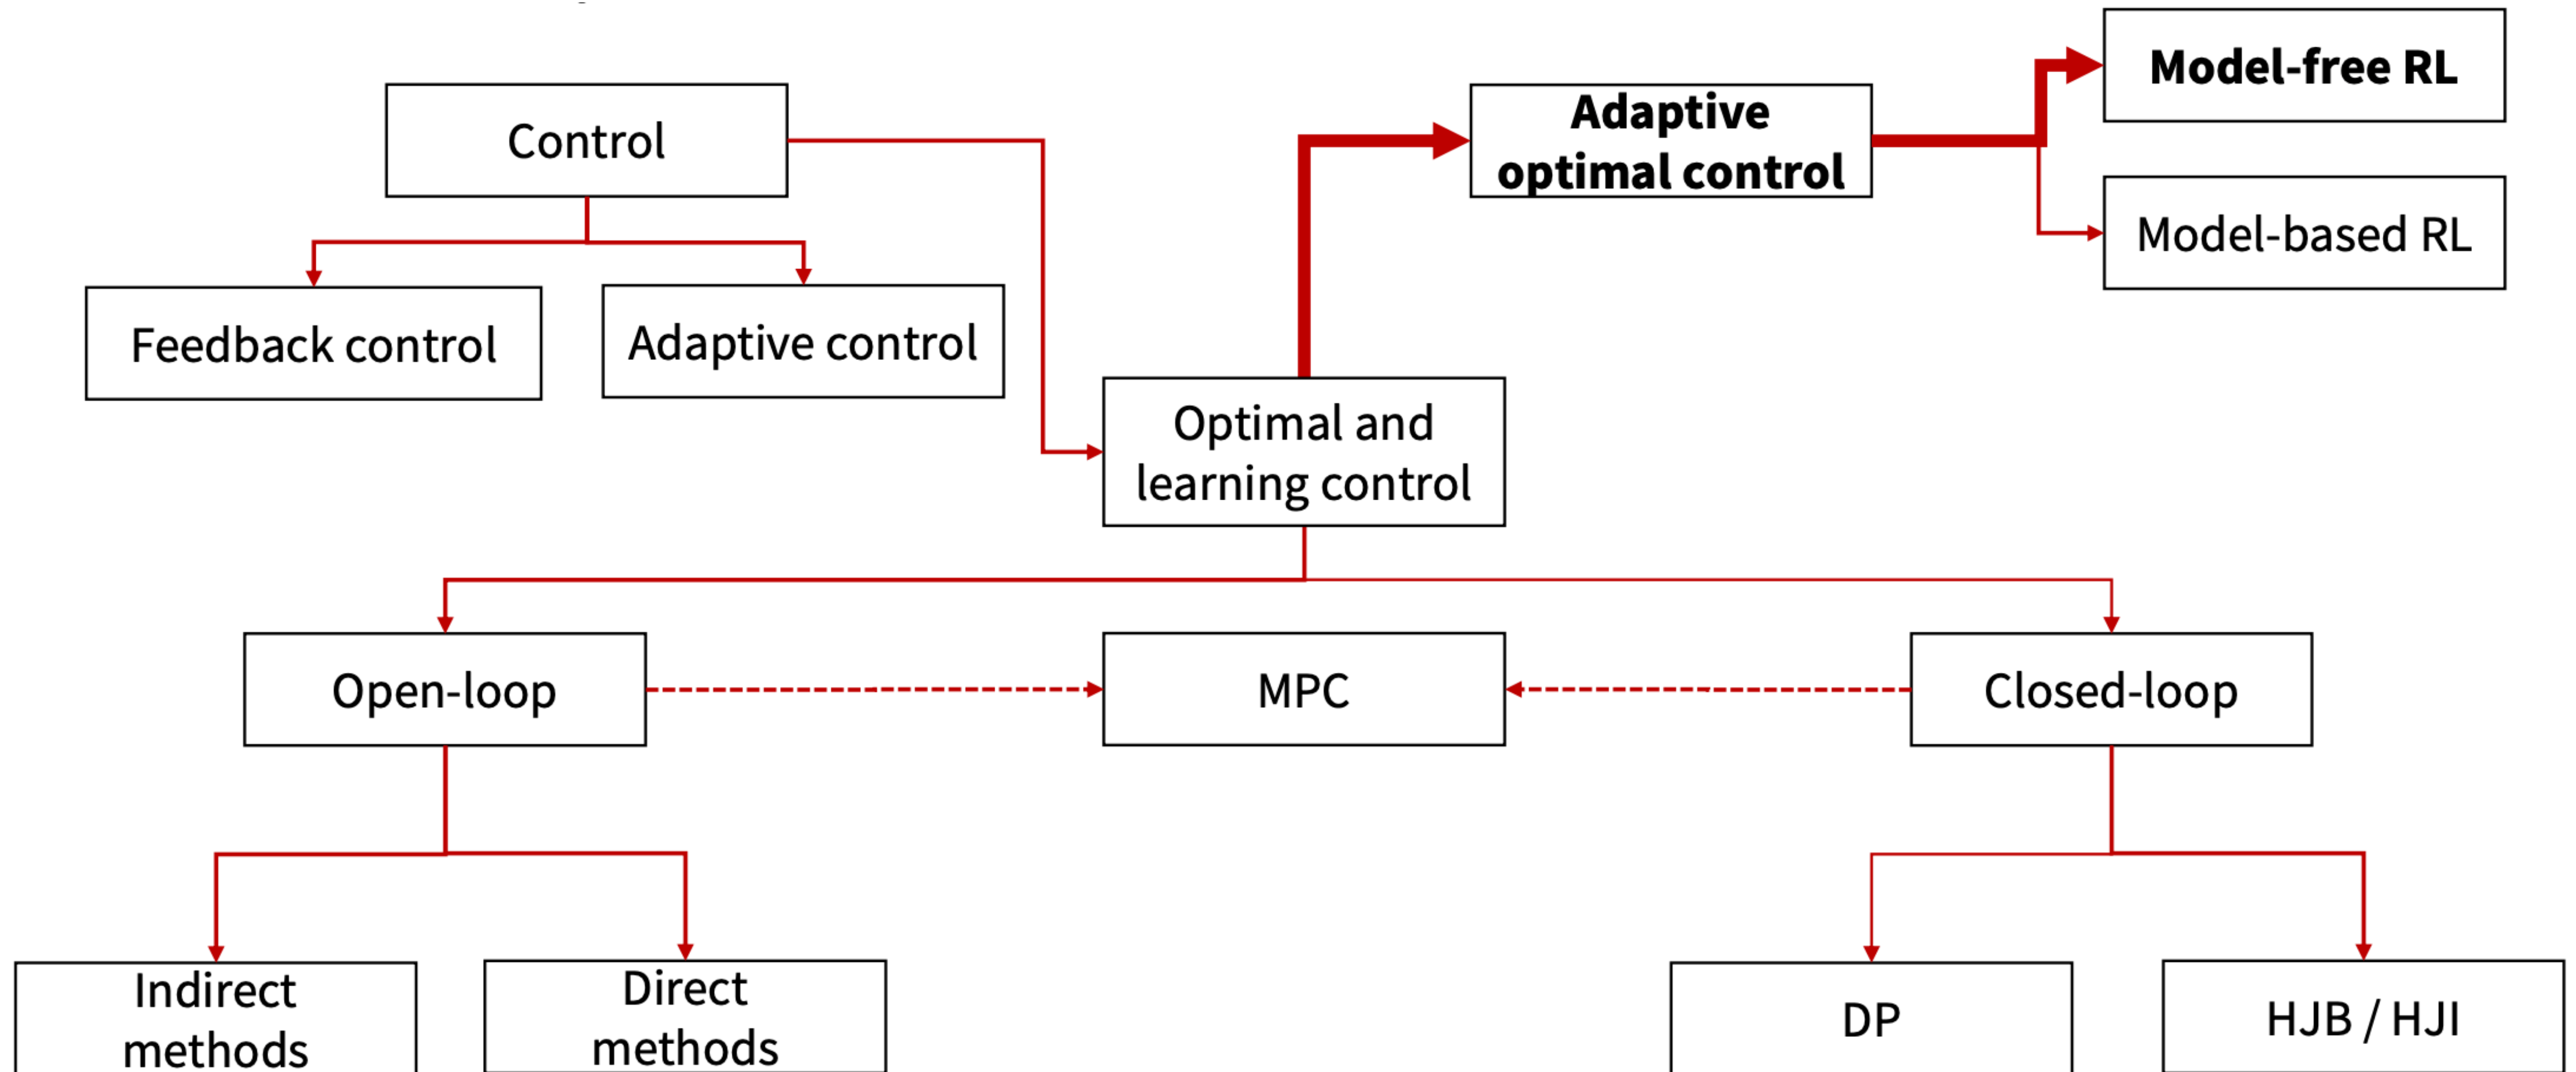 Model-free RL
Control
Adaptive
optimal control
Model-based RL
Feedback control
Adaptive control
Optimal and
learning control
Open-loop
MPC
Closed-loop
Indirect
methods
Direct
methods
DP
HJB / HJI